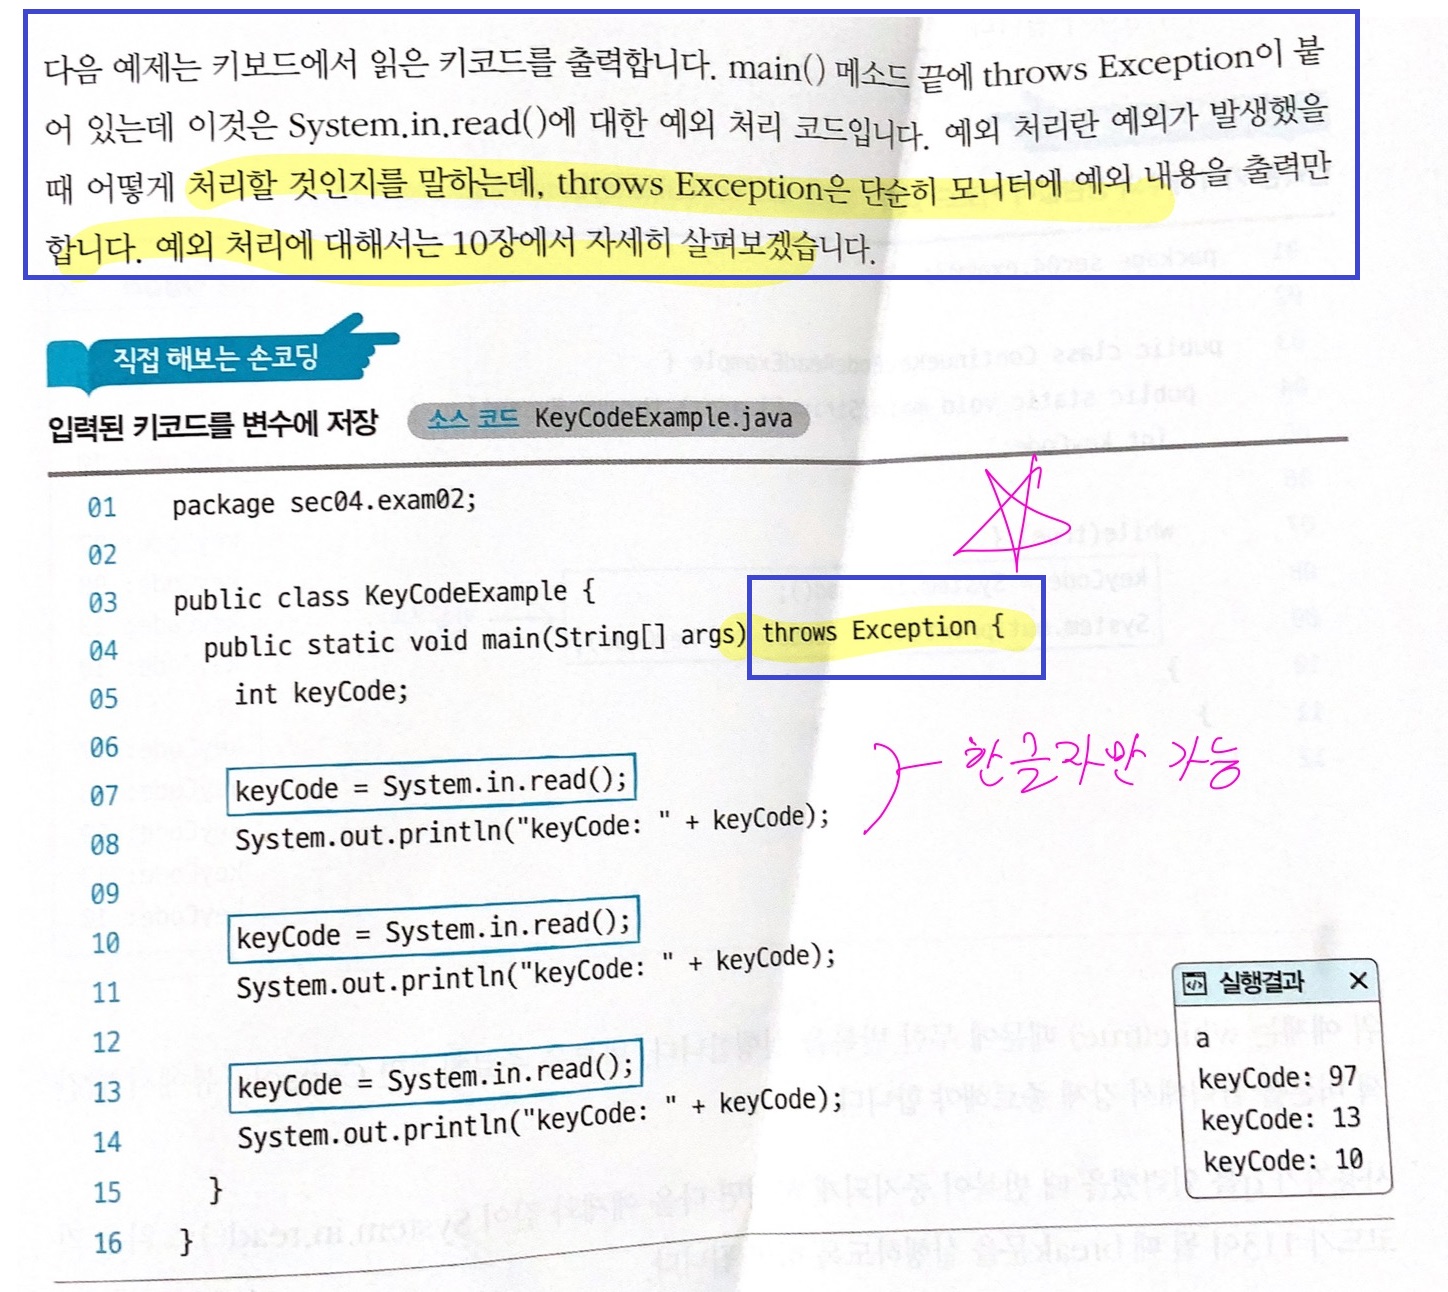 다음 예제는 키보드에서 읽은 키코드를 출력합니다. main() 메소드 끝에 throws Exception이 붙
어 있는데 이것은 System.in.read()에 대한 예외 처리 코드입니다. 예외 처리란 예외가 발생했을
때 어떻게 처리할 것인지를 말하는데, throws Exception은 단순히 모니터에 예외 내용을 출력만
합니다. 예외 처리에 대해서는 10장에서 자세히 살펴보겠습니다.
직접 해보는 손코딩
입력된 키코드를 변수에 저장 소스 코드 KeyCodeExample.java
01 package sec04.exam02;
02
03 public class KeyCodeExample {
04 public static void main(String[] args) throws Exception {
05 int keyCode;
06
07 keyCode = System.in.read();
08 System.out.println("keyCode: " + keyCode);
한글자만 가능
09
10 keyCode = System.in.read();
11 System.out.println("keyCode: " + keyCode);
12
13 keyCode = System.in.read();
14 System.out.println("keyCode: " + keyCode);
15 }
16 }
실행결과
a
keyCode: 97
keyCode: 13
keyCode: 10